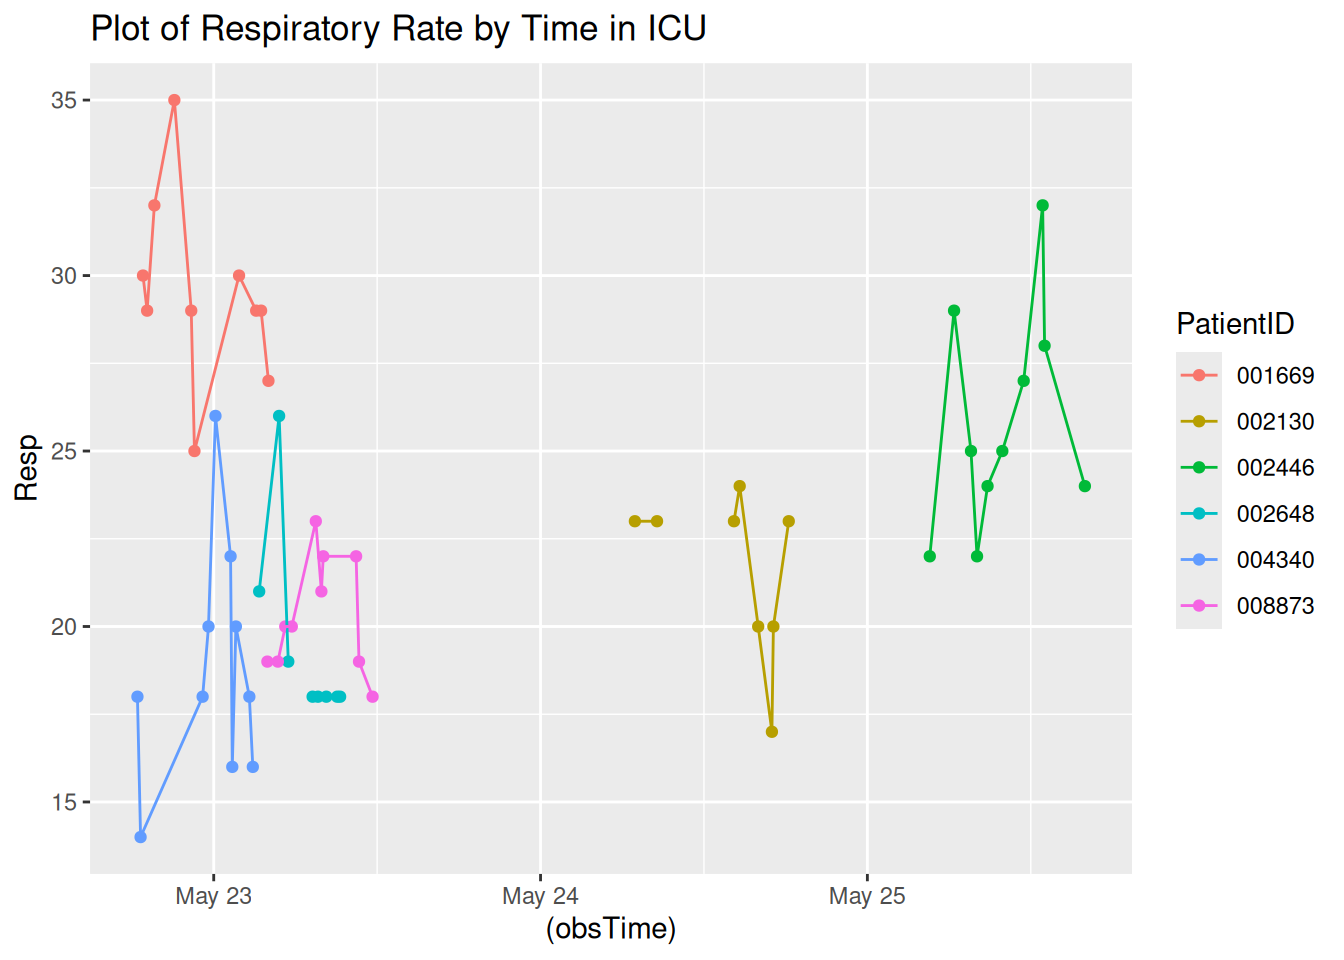 Plot of Respiratory Rate by Time in ICU
35
30
25
20
15
Resp
May 23
May 24
May 25
(obsTime)
PatientID
001669
002130
002446
002648
004340
008873